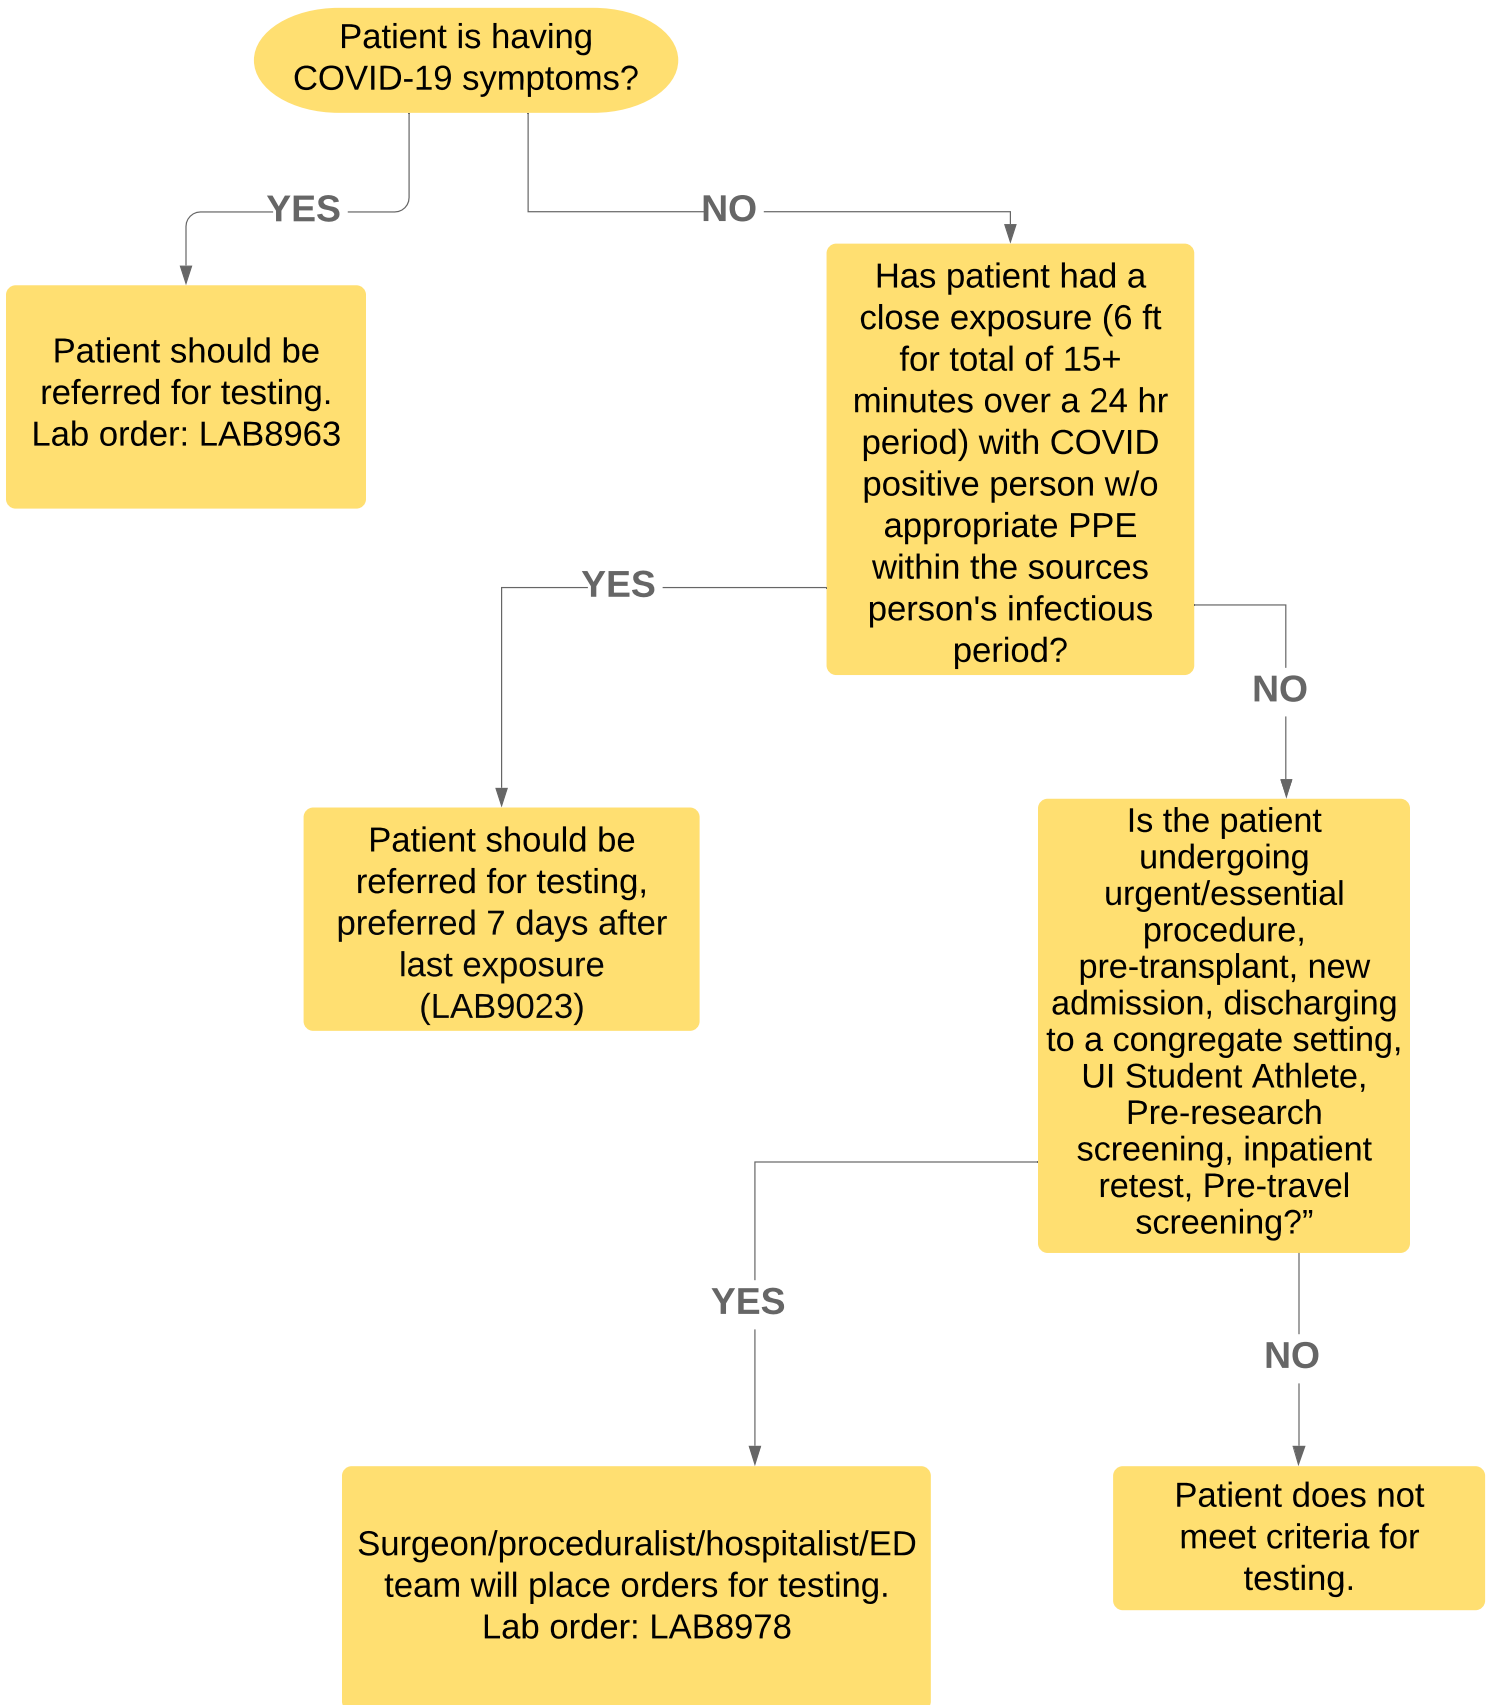 Patient is having
COVID-19 symptoms?
YES
NO
Patient should be
referred for testing.
Lab order: LAB8963
Has patient had a
close exposure (6 ft
for total of 15+
minutes over a 24 hr
period) with COVID
positive person w/o
appropriate PPE
within the sources
person's infectious
period?
YES
NO
Patient should be
referred for testing,
preferred 7 days after
last exposure
(LAB9023)
Is the patient
undergoing
urgent/essential
procedure,
pre-transplant, new
admission, discharging
to a congregate setting,
UI Student Athlete,
Pre-research
screening, inpatient
retest, Pre-travel
screening?”
YES
NO
Surgeon/proceduralist/hospitalist/ED
team will place orders for testing.
Lab order: LAB8978
Patient does not
meet criteria for
testing.